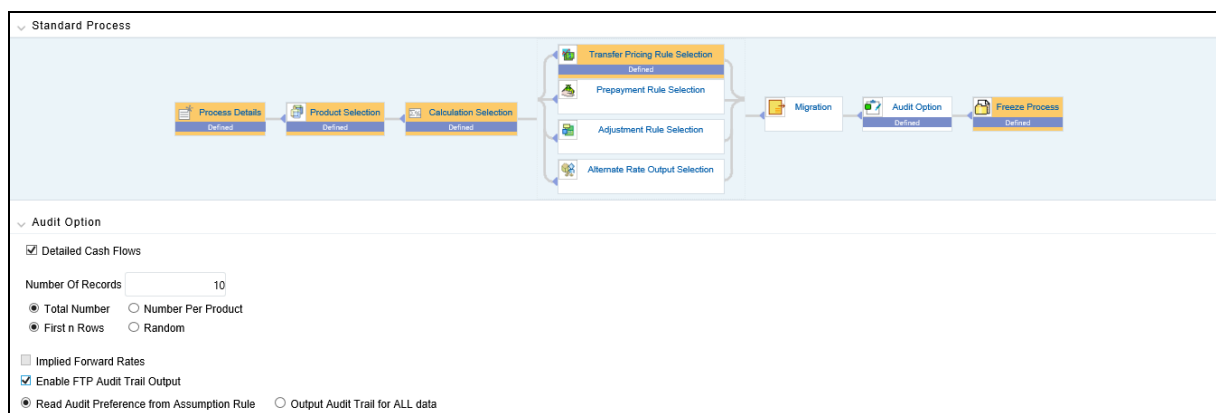 Standard Process
Process Details
Defined
Product Selection
Defined
Calculation Selection
Defined
Transfer Pricing Rule Selection
Defined
Prepayment Rule Selection
Adjustment Rule Selection
Alternate Rate Output Selection
Migration
Audit Option
Defined
Freeze Process
Defined
Audit Option
Detailed Cash Flows
Number Of Records 10
Total Number Number Per Product
First n Rows Random
Implied Forward Rates
Enable FTP Audit Trail Output
Read Audit Preference from Assumption Rule Output Audit Trail for ALL data